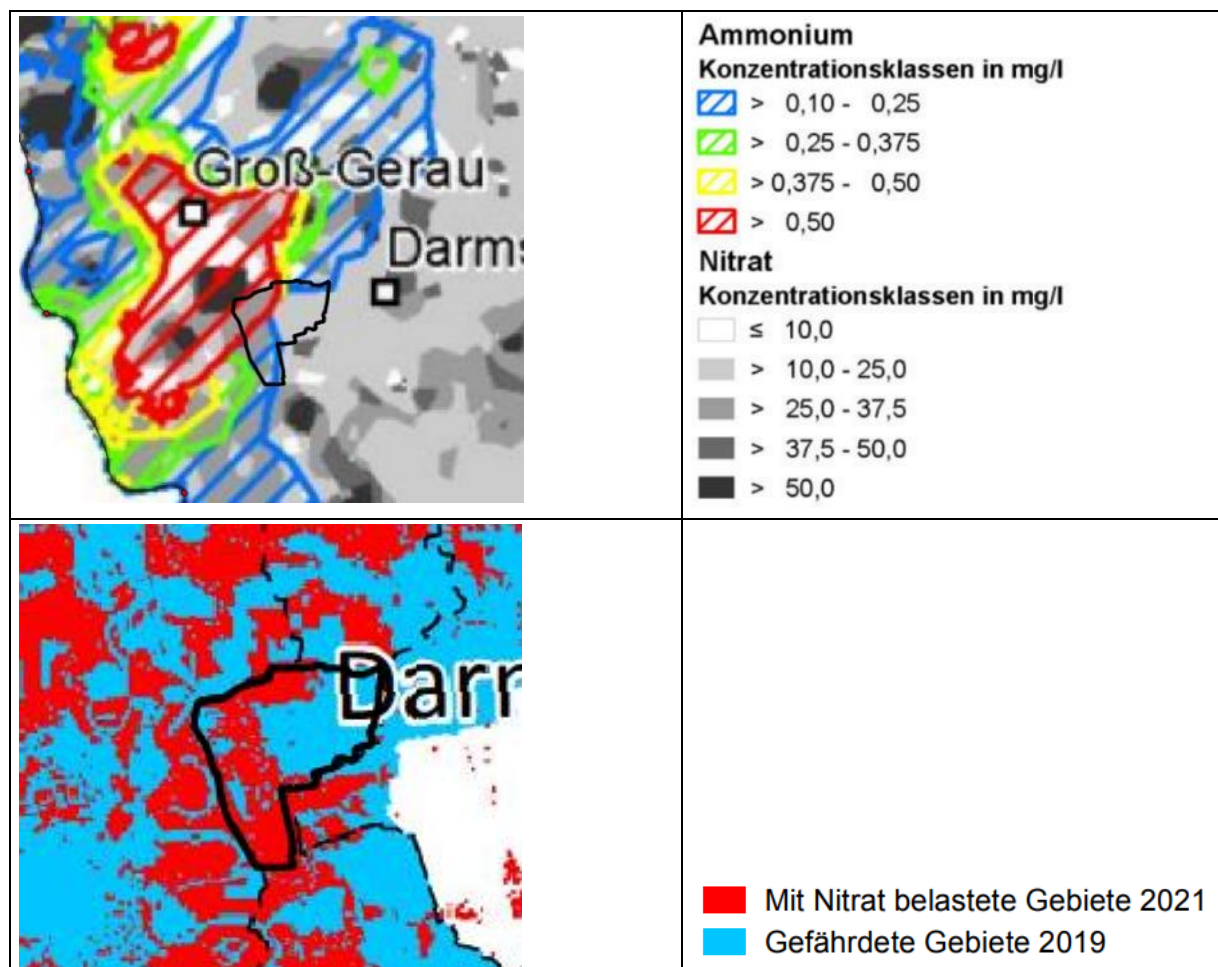 Groß-Gerau
Darms
Ammonium
Konzentrationsklassen in mg/l
> 0,10 - 0,25
> 0,25 - 0,375
> 0,375 - 0,50
> 0,50
Nitrat
Konzentrationsklassen in mg/l
≤ 10,0
> 10,0 - 25,0
> 25,0 - 37,5
> 37,5 - 50,0
> 50,0
Darr
Mit Nitrat belastete Gebiete 2021
Gefährdete Gebiete 2019